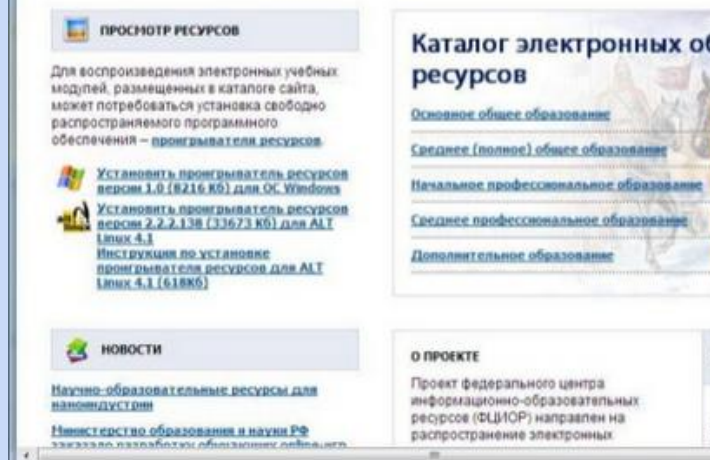 ПРОСМОТР РЕСУРСОВ
Для воспроизведения электронных учебных
модулей, размещенных в каталоге сайта,
может потребоваться установка свободно
распространяемого программного
обеспечения – проигрывателя ресурсов.
Установить проигрыватель ресурсов
версии 1.0 (8216 Кб) для ОС Windows
Установить проигрыватель ресурсов
версии 2.2.2.138 (33673 Кб) для ALT
Linux 4.1
Инструкция по установке
проигрывателя ресурсов для ALT
Linux 4.1 (618Кб)
НОВОСТИ
Научно-образовательные ресурсы для
наноиндустрии
Министерство образования и науки РФ
заказало разработку обучающих online-игр
Каталог электронных об
ресурсов
Основное общее образование
Среднее (полное) общее образование
Начальное профессиональное образование
Среднее профессиональное образование
Дополнительное образование
О ПРОЕКТЕ
Проект федерального центра
информационно-образовательных
ресурсов (ФЦИОР) направлен на
распространение электронных